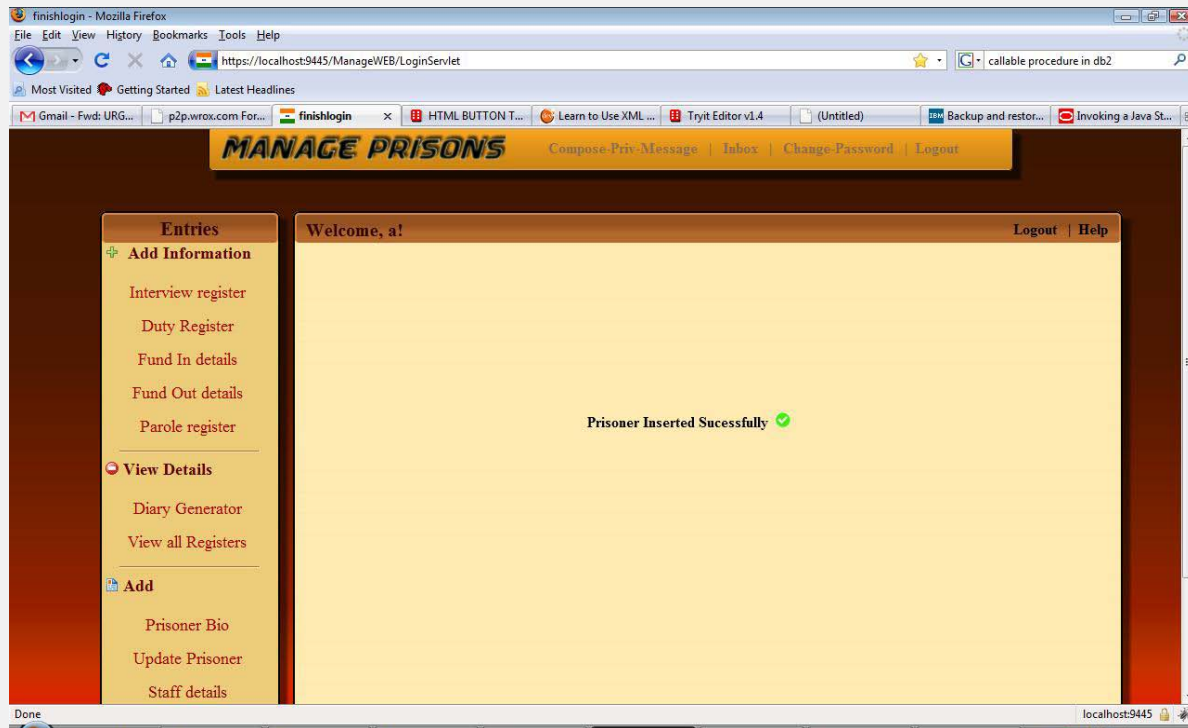 finishlogin - Mozilla Firefox
File Edit View History Bookmarks Tools Help
https://localhost:9445/ManageWEB/LoginServlet
callable procedure in db2
Most Visited Getting Started Latest Headlines
Gmail - Fwd: URG... p2p.wrox.com For... finishlogin HTML BUTTON T... Learn to Use XML ... Tryit Editor v1.4 (Untitled) Backup and restor... Invoking a Java St...
MANAGE PRISONS Compose-Priv-Message | Inbox | Change-Password | Logout
Entries
Welcome, a!
Logout | Help
Add Information
Interview register
Duty Register
Fund In details
Fund Out details
Parole register
Prisoner Inserted Sucessfully
View Details
Diary Generator
View all Registers
Add
Prisoner Bio
Update Prisoner
Staff details
Done
localhost:9445